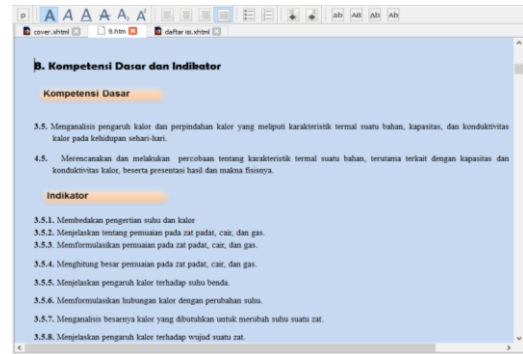 p A A A A A A ab AB Ab Ab
cover.xhtml 9.htm daftar isi.xhtml
B. Kompetensi Dasar dan Indikator
Kompetensi Dasar
3.5. Menganalisis pengaruh kalor dan perpindahan kalor yang meliputi karakteristik termal suatu bahan, kapasitas, dan konduktivitas
kalor pada kehidupan sehari-hari.
4.5. Merencanakan dan melakukan percobaan tentang karakteristik termal suatu bahan, terutama terkait dengan kapasitas dan
konduktivitas kalor, beserta presentasi hasil dan makna fisisnya.
Indikator
3.5.1. Membedakan pengertian suhu dan kalor
3.5.2. Menjelaskan tentang pemuaian pada zat padat, cair, dan gas.
3.5.3. Memformulasikan pemuaian pada zat padat, cair, dan gas.
3.5.4. Menghitung besar pemuaian pada zat padat, cair, dan gas.
3.5.5. Menjelaskan pengaruh kalor terhadap suhu benda.
3.5.6. Memformulasikan hubungan kalor dengan perubahan suhu.
3.5.7. Menganalisis besarnya kalor yang dibutuhkan untuk merubah suhu suatu zat.
3.5.8. Menjelaskan pengaruh kalor terhadap wujud suatu zat.